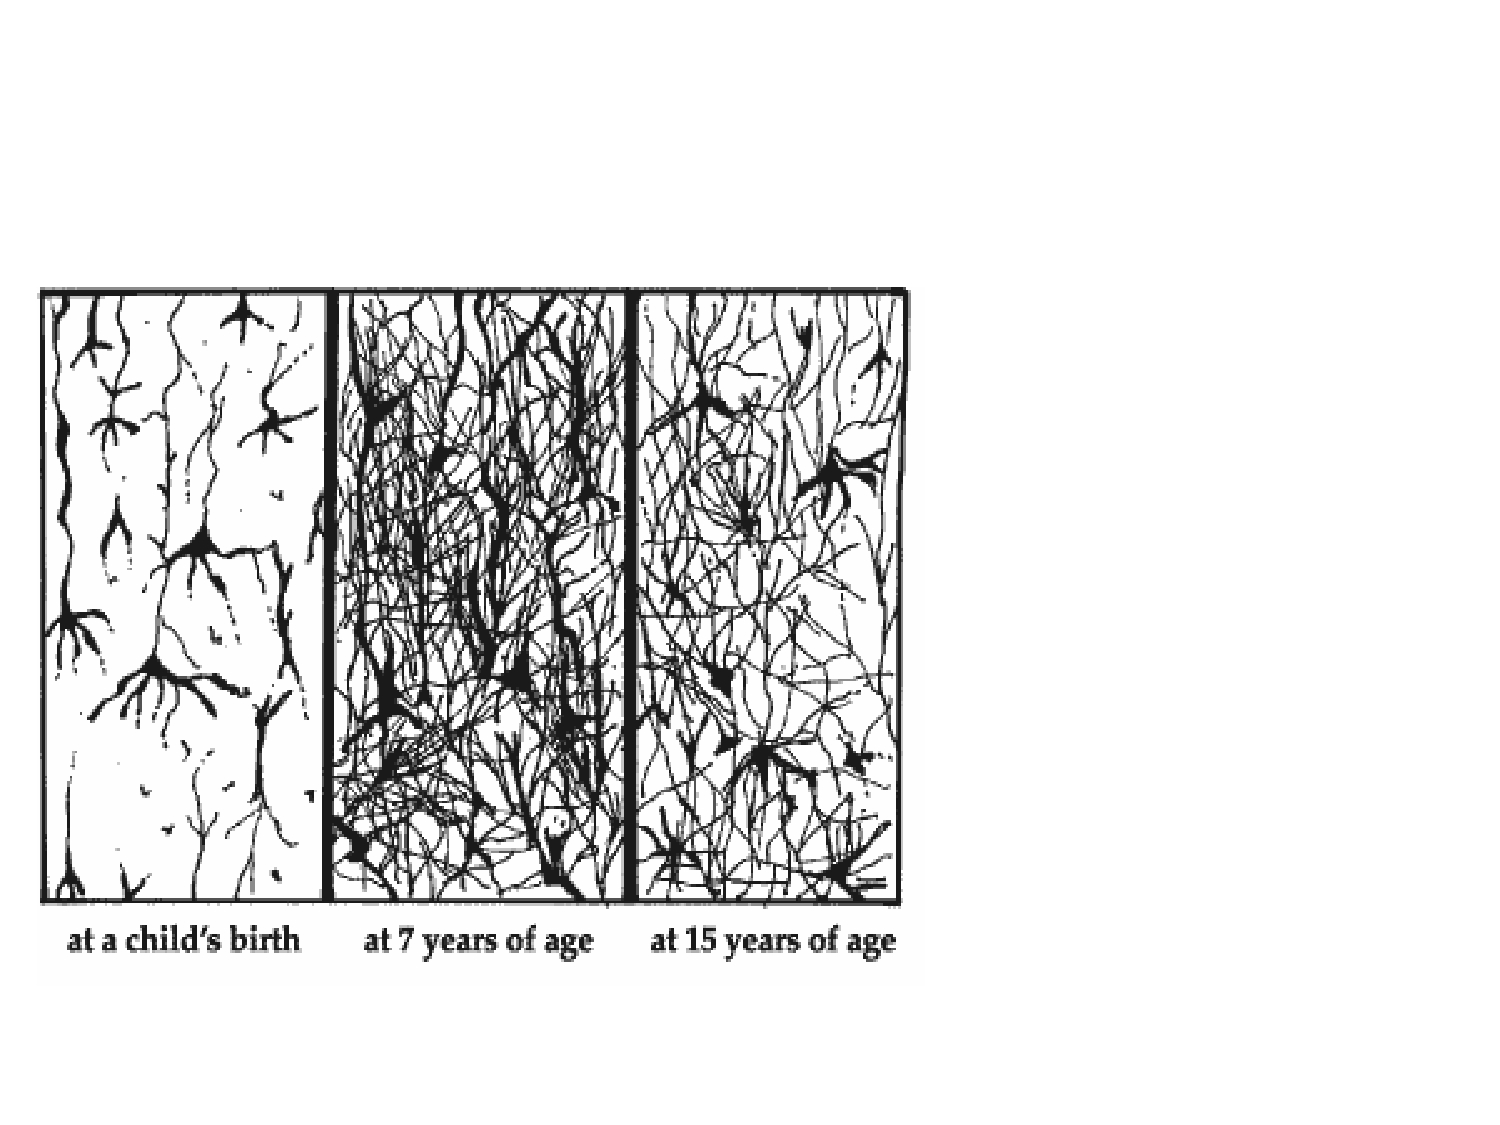 at a child's birth
at 7 years of age
at 15 years of age